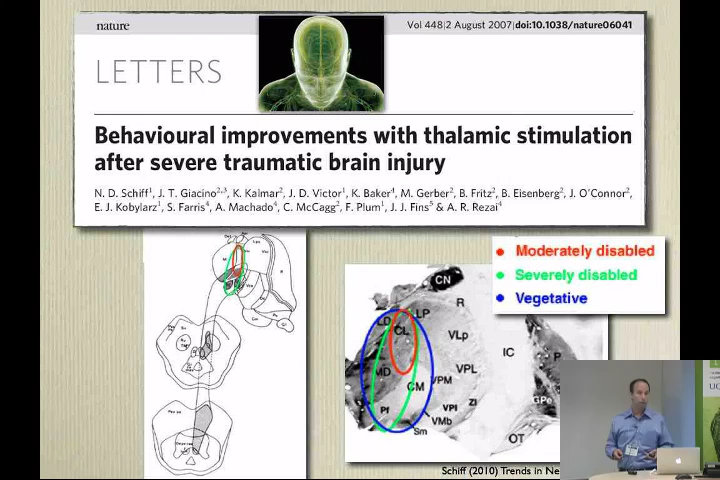 nature
Vol 448|2 August 2007|doi:10.1038/nature06041
LETTERS
Behavioural improvements with thalamic stimulation
after severe traumatic brain injury
N. D. Schiff¹, J. T. Giacino²,³, K. Kalmar², J. D. Victor¹, K. Baker⁴, M. Gerber², B. Fritz², B. Eisenberg², J. O'Connor²,
E. J. Kobylarz¹, S. Farris⁴, A. Machado⁴, C. McCagg², F. Plum¹, J. J. Fins⁵ & A. R. Rezai⁴
Moderately disabled
Severely disabled
Vegetative
CN
R
LD
LP
CL
VLp
IC
P
MD
VPL
VPM
CM
GPe
Pf
VPI
ZI
VMb
Sm
OT
Schiff (2010) Trends in Ne